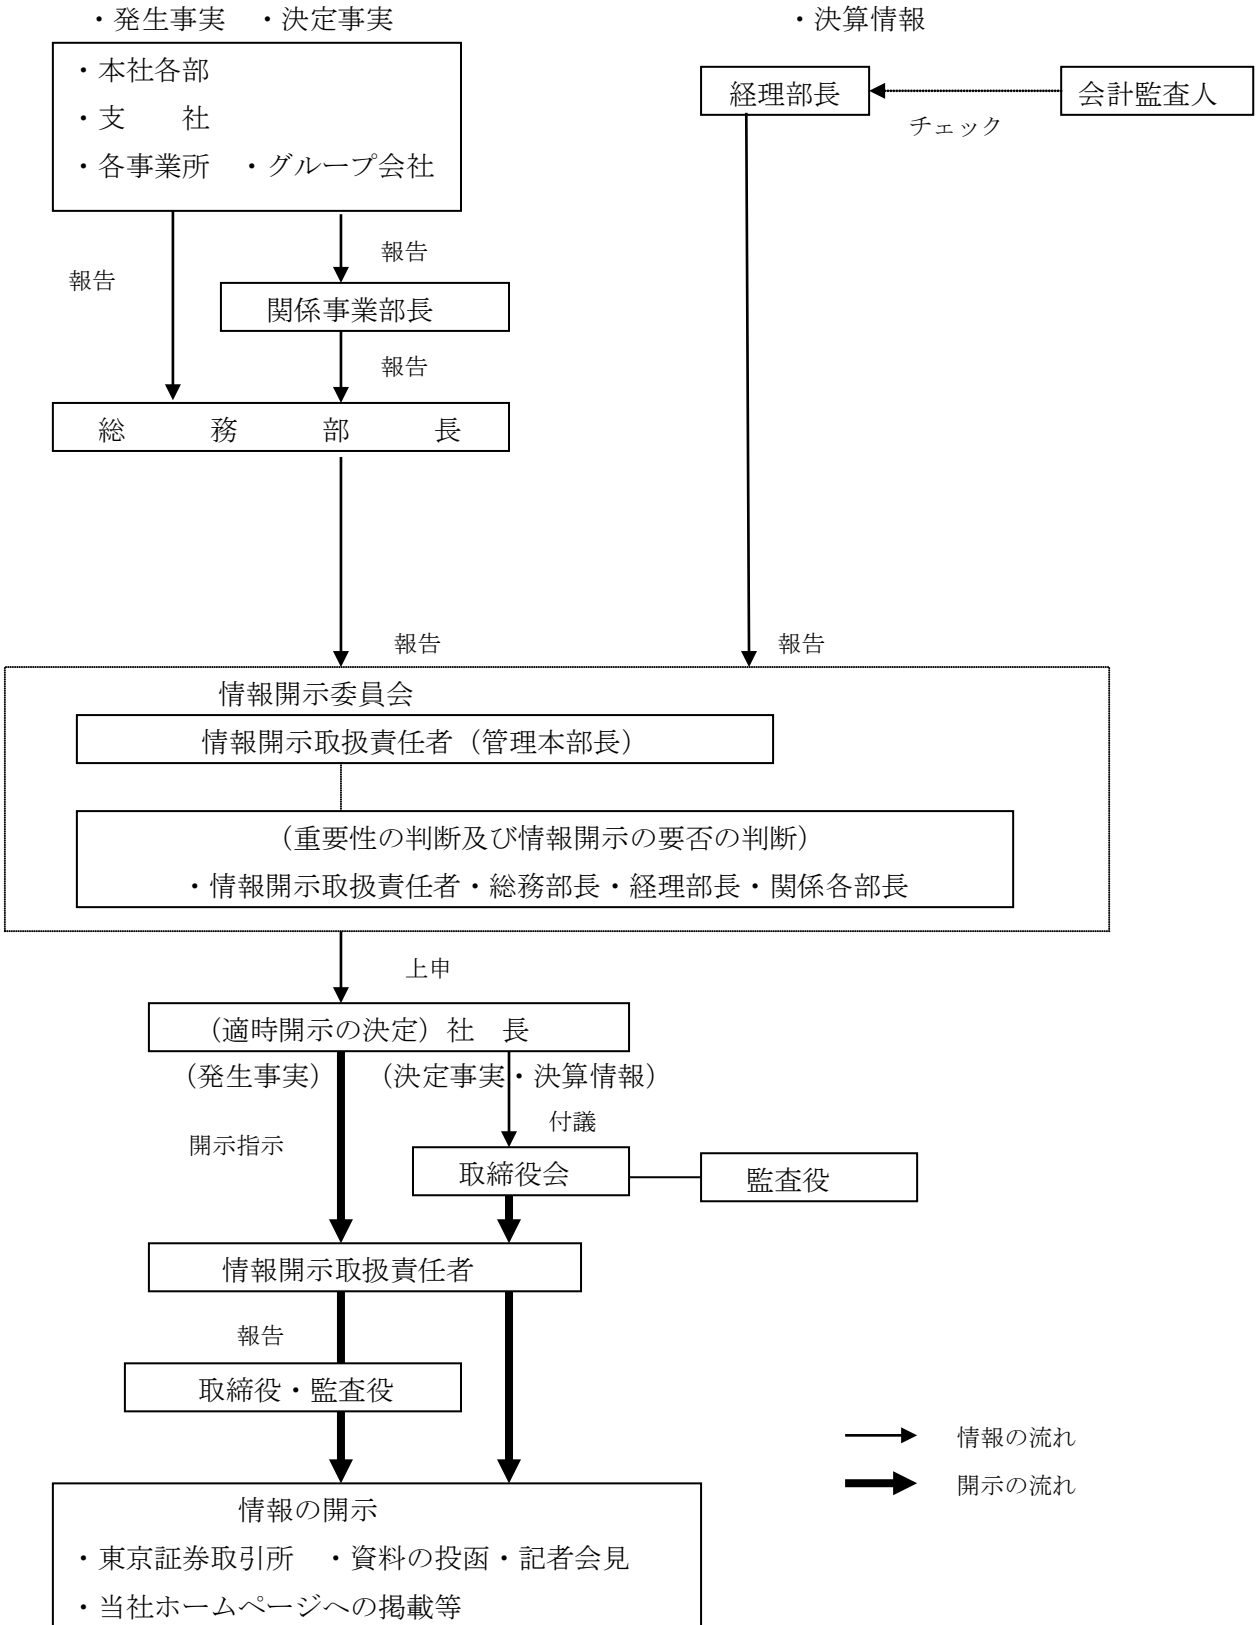 ・発生事実　・決定事実
・決算情報
・本社各部
・支　　社
・各事業所　・グループ会社
経理部長
会計監査人
チェック
報告
報告
関係事業部長
報告
総　　　務　　　部　　　長
報告
報告
情報開示委員会
情報開示取扱責任者（管理本部長）
（重要性の判断及び情報開示の要否の判断）
・情報開示取扱責任者・総務部長・経理部長・関係各部長
上申
（適時開示の決定）社　長
（発生事実）　（決定事実・決算情報）
付議
開示指示
取締役会
監査役
情報開示取扱責任者
報告
取締役・監査役
情報の流れ
開示の流れ
情報の開示
・東京証券取引所　・資料の投函・記者会見
・当社ホームページへの掲載等